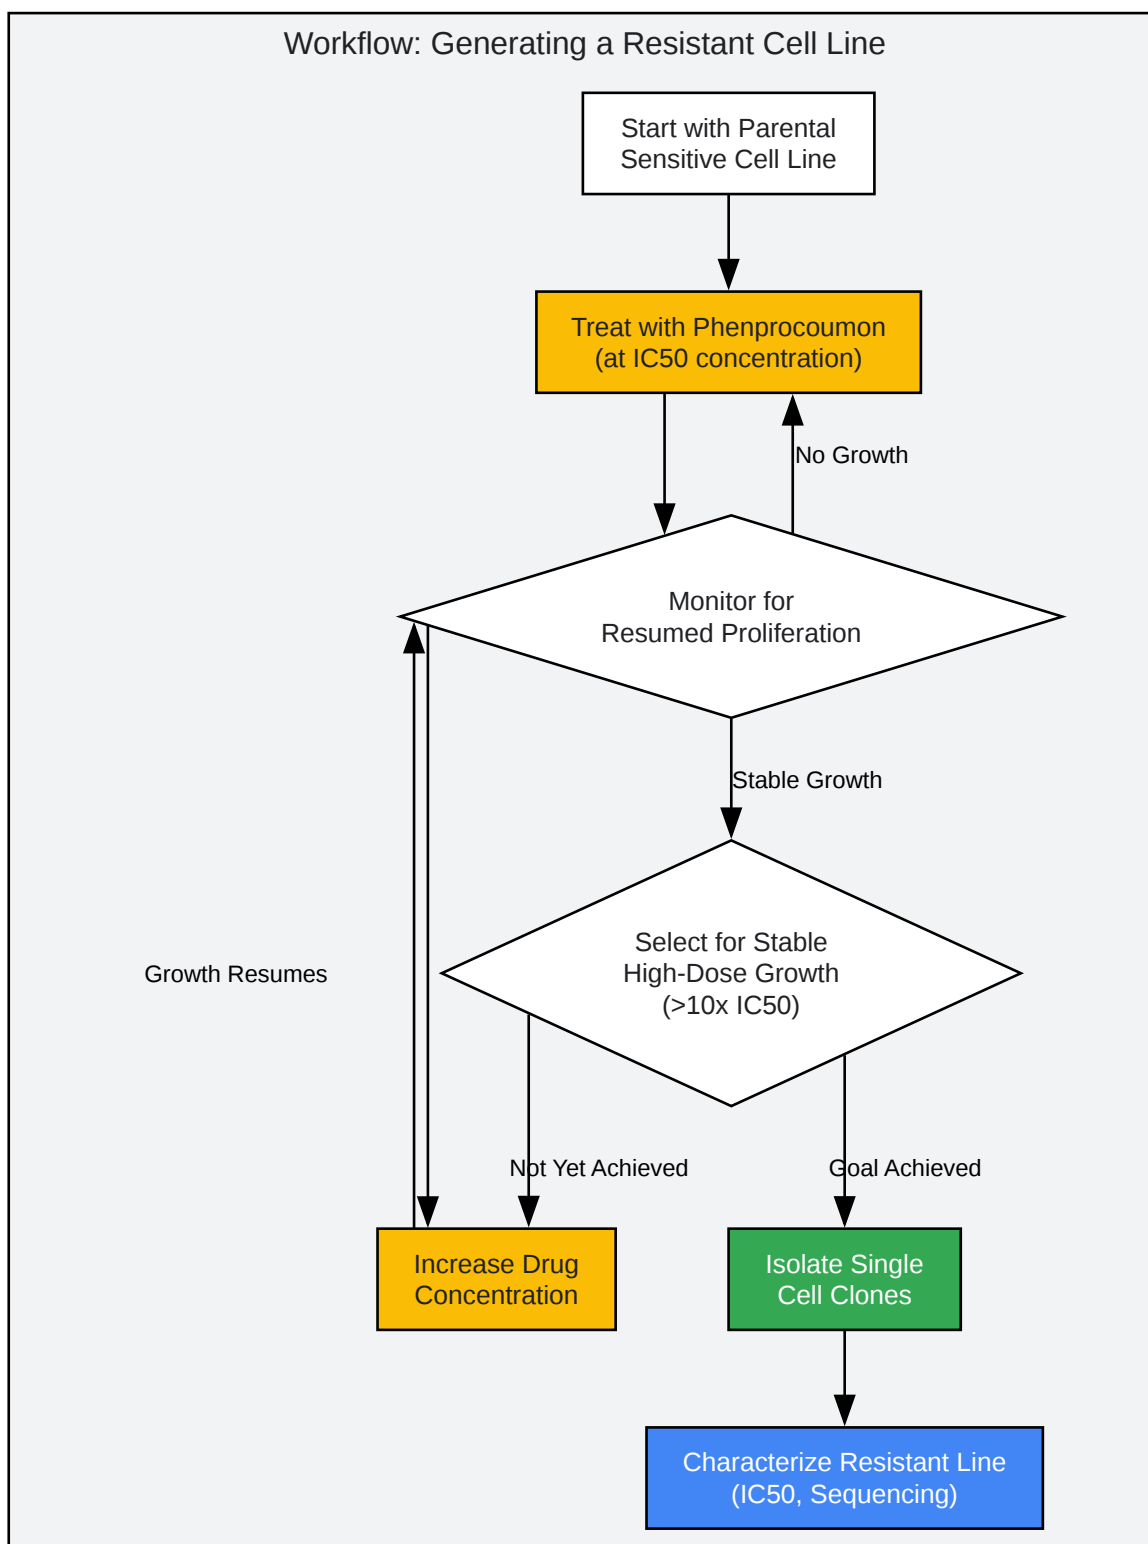 Workflow: Generating a Resistant Cell Line
Start with Parental
Sensitive Cell Line
Treat with Phenprocoumon
(at IC50 concentration)
No Growth
Monitor for
Resumed Proliferation
Stable Growth
Select for Stable
High-Dose Growth
(>10x IC50)
Growth Resumes
Not Yet Achieved
Goal Achieved
Increase Drug
Concentration
Isolate Single
Cell Clones
Characterize Resistant Line
(IC50, Sequencing)